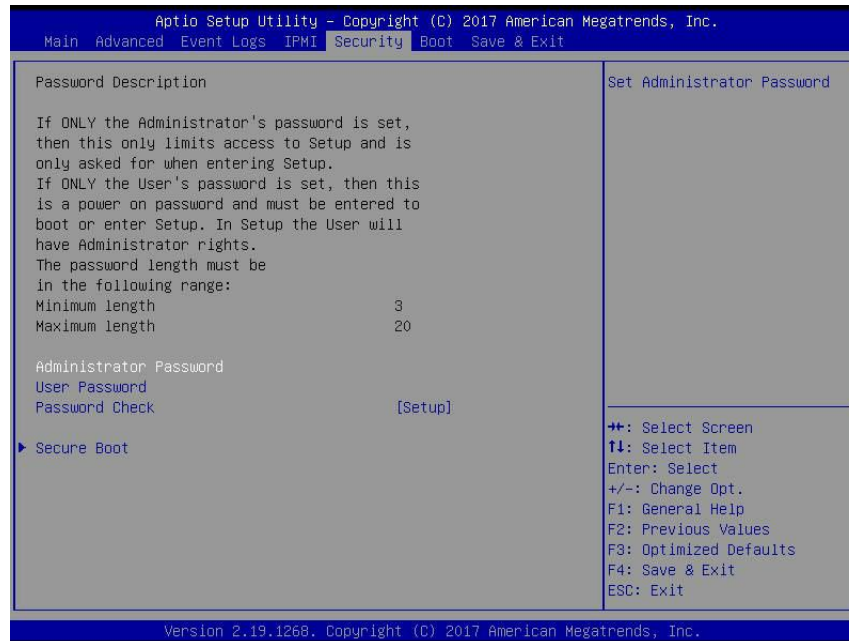 Aptio Setup Utility – Copyright (C) 2017 American Megatrends, Inc.
Main Advanced Event Logs IPMI Security Boot Save & Exit
Password Description
If ONLY the Administrator's password is set,
then this only limits access to Setup and is
only asked for when entering Setup.
If ONLY the User's password is set, then this
is a power on password and must be entered to
boot or enter Setup. In Setup the User will
have Administrator rights.
The password length must be
in the following range:
Minimum length 3
Maximum length 20
Administrator Password
User Password
Password Check [Setup]
Secure Boot
Set Administrator Password
→←: Select Screen
↑↓: Select Item
Enter: Select
+/-: Change Opt.
F1: General Help
F2: Previous Values
F3: Optimized Defaults
F4: Save & Exit
ESC: Exit
Version 2.19.1268. Copyright (C) 2017 American Megatrends, Inc.